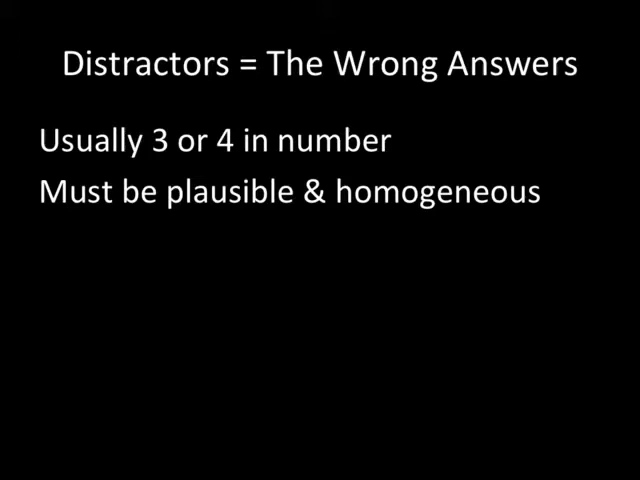 Distractors = The Wrong Answers
Usually 3 or 4 in number
Must be plausible & homogeneous